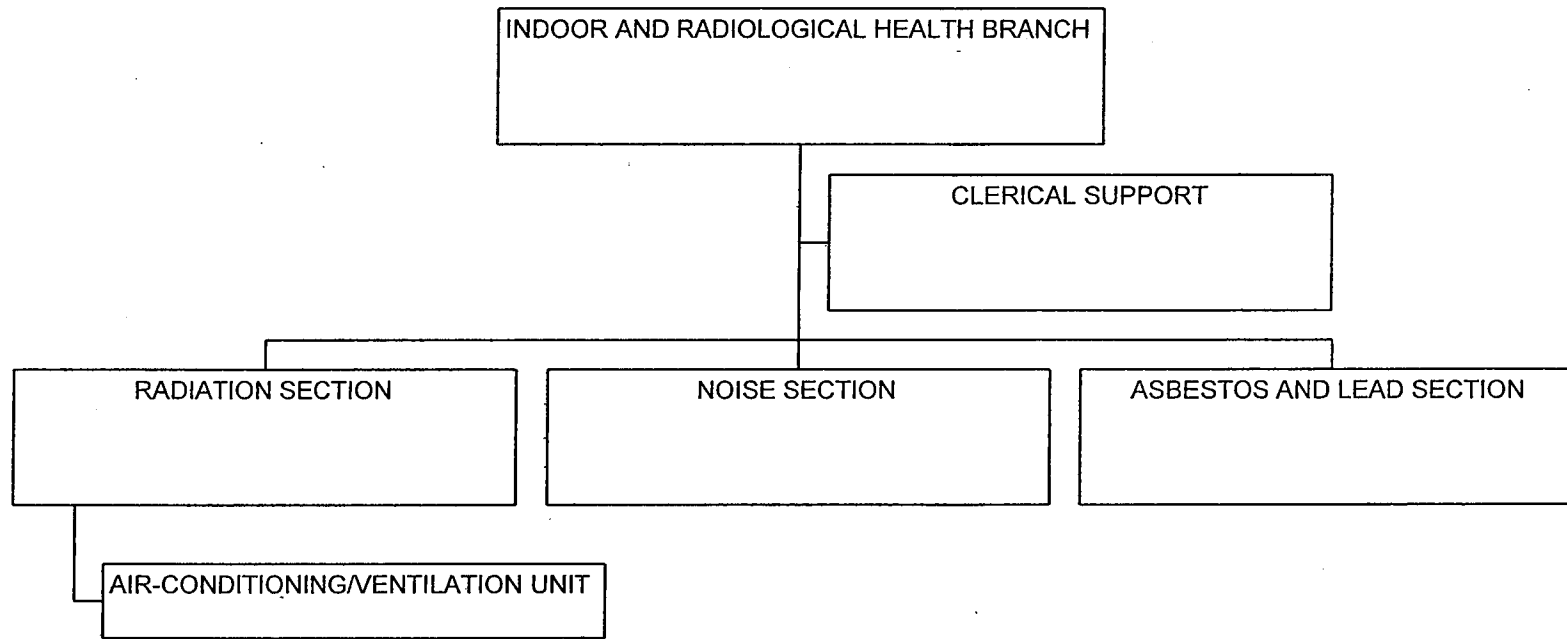 INDOOR AND RADIOLOGICAL HEALTH BRANCH
CLERICAL SUPPORT
RADIATION SECTION
NOISE SECTION
ASBESTOS AND LEAD SECTION
AIR-CONDITIONING/VENTILATION UNIT